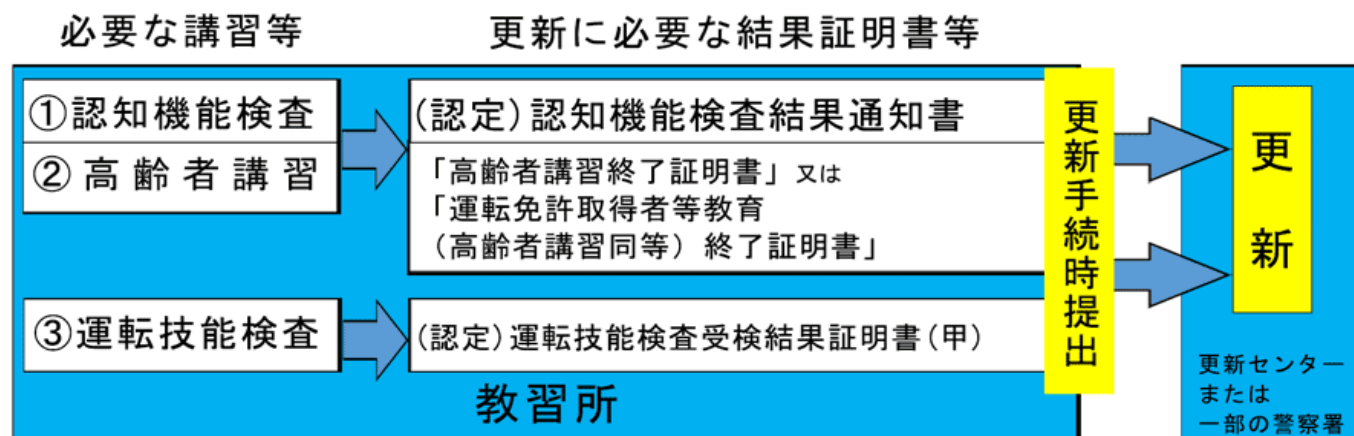 必要な講習等
更新に必要な結果証明書等
①認知機能検査
②高齢者講習
(認定)認知機能検査結果通知書
「高齢者講習終了証明書」又は
「運転免許取得者等教育
(高齢者講習同等)終了証明書」
③運転技能検査
(認定)運転技能検査受検結果証明書(甲)
教習所
更新手続時提出
更新
更新センター
または
一部の警察署